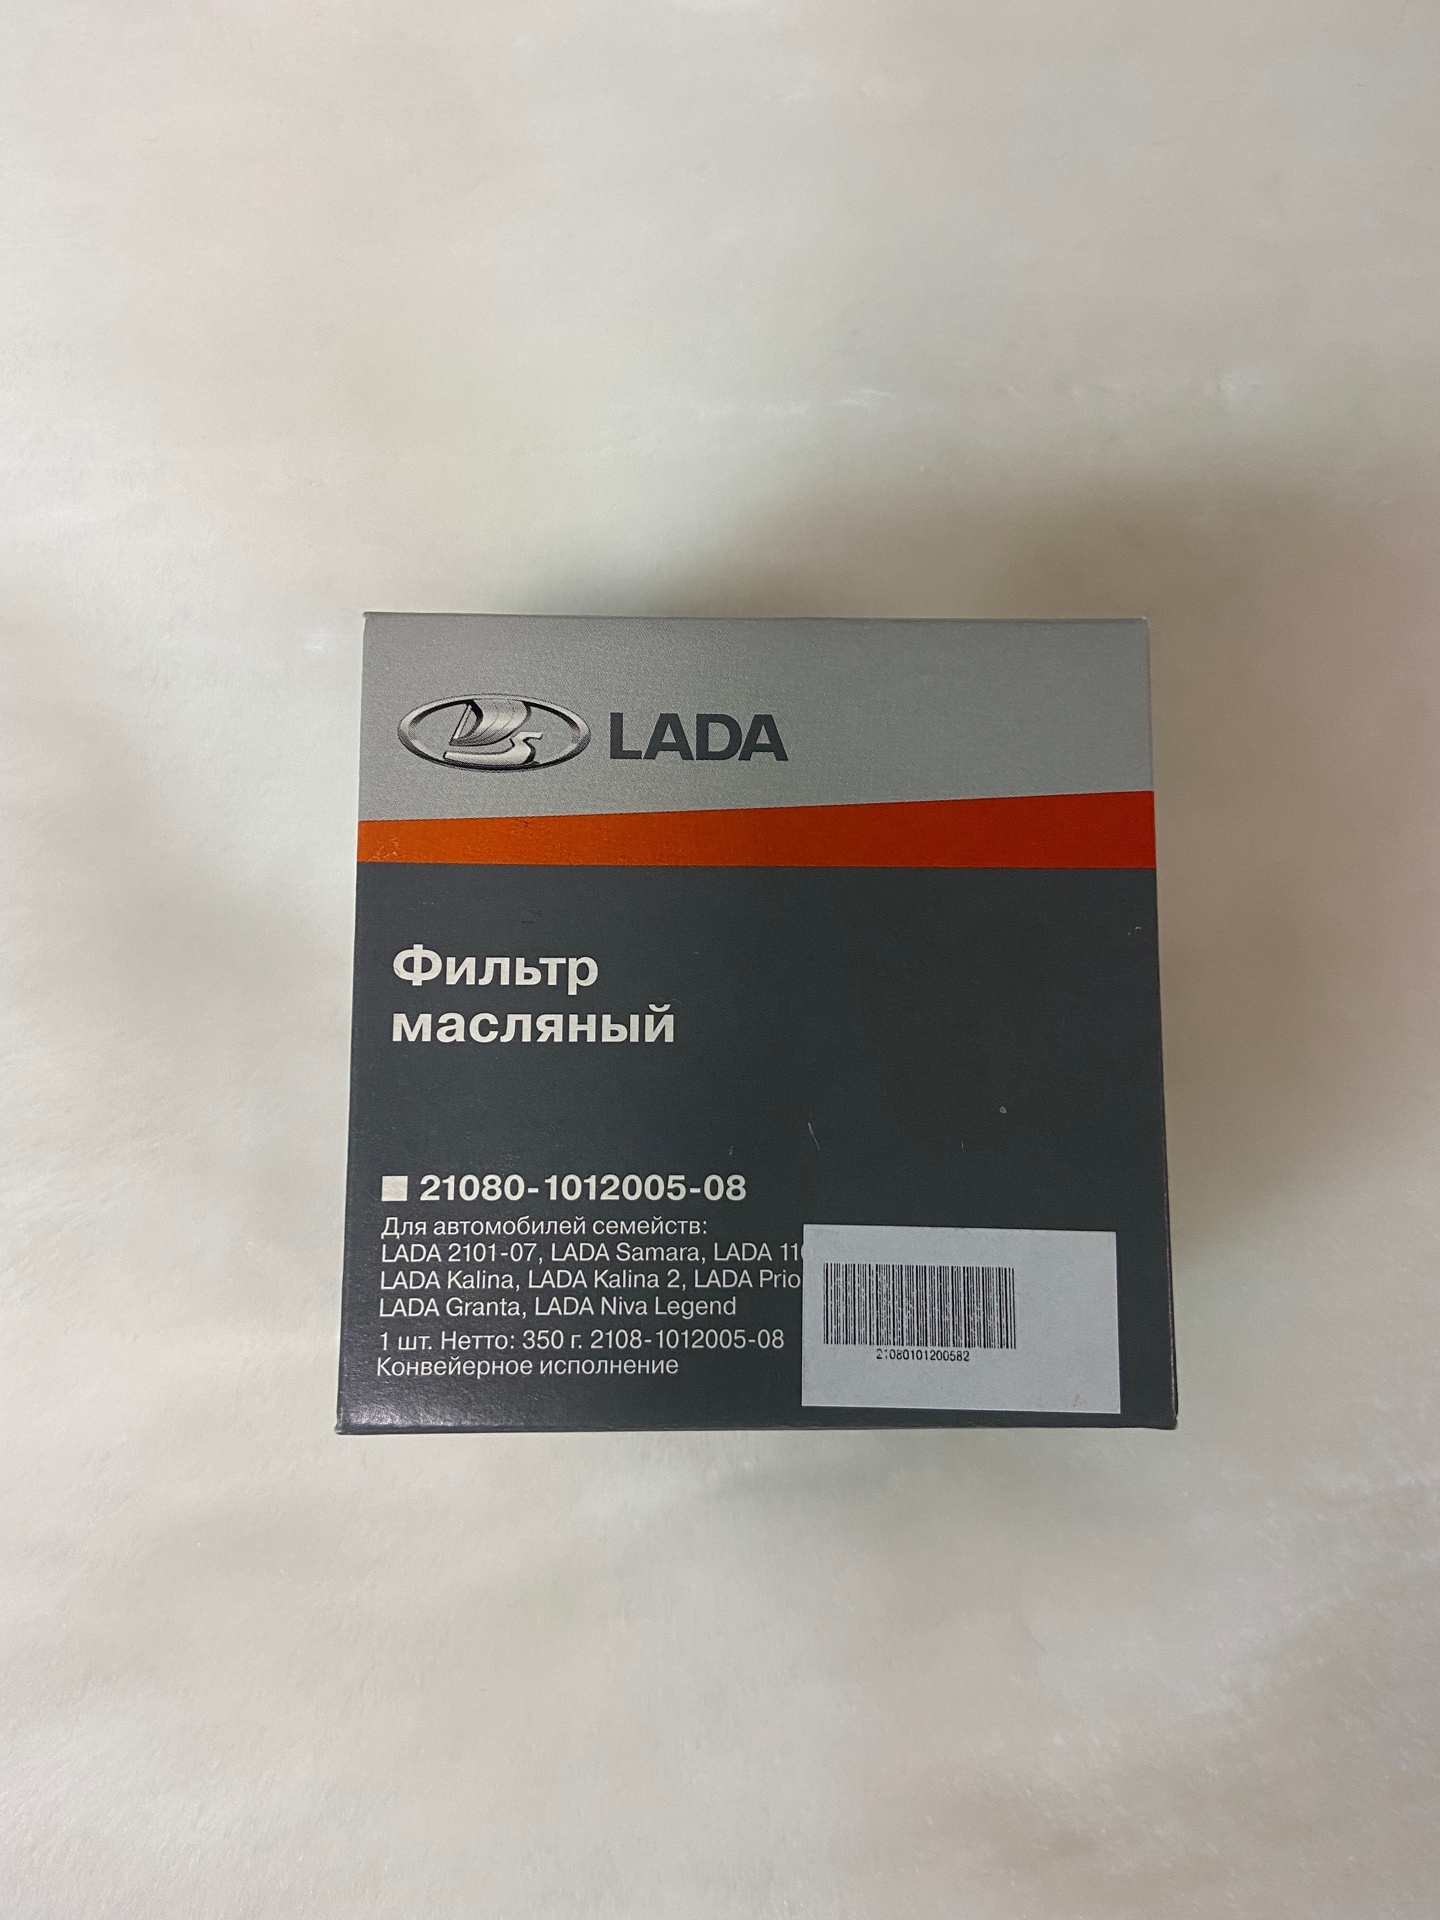 LADA
Фильтр
масляный
21080-1012005-08
Для автомобилей семейств:
LADA 2101-07, LADA Samara, LADA
LADA Kalina, LADA Kalina 2, LADA
LADA Granta, LADA Niva Legend
1 шт. Нетто: 350 г. 2108-1012005-08
Конвейерное исполнение
21080101200582